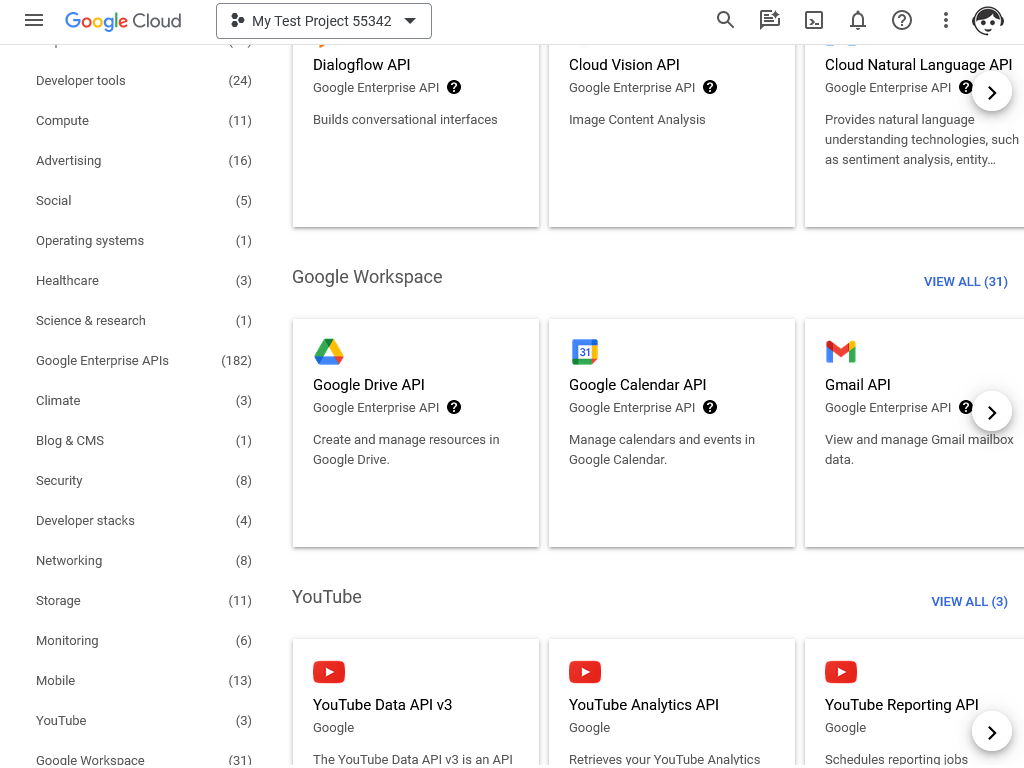 Google Cloud
My Test Project 55342
Developer tools (24)
Compute (11)
Advertising (16)
Social (5)
Operating systems (1)
Healthcare (3)
Science & research (1)
Google Enterprise APIs (182)
Climate (3)
Blog & CMS (1)
Security (8)
Developer stacks (4)
Networking (8)
Storage (11)
Monitoring (6)
Mobile (13)
YouTube (3)
Google Workspace (31)
Dialogflow API
Google Enterprise API
Builds conversational interfaces
Cloud Vision API
Google Enterprise API
Image Content Analysis
Cloud Natural Language API
Google Enterprise API
Provides natural language
understanding technologies, such
as sentiment analysis, entity…
Google Workspace
VIEW ALL (31)
Google Drive API
Google Enterprise API
Create and manage resources in
Google Drive.
31
Google Calendar API
Google Enterprise API
Manage calendars and events in
Google Calendar.
Gmail API
Google Enterprise API
View and manage Gmail mailbox
data.
YouTube
VIEW ALL (3)
YouTube Data API v3
Google
The YouTube Data API v3 is an API
YouTube Analytics API
Google
Retrieves your YouTube Analytics
YouTube Reporting API
Google
Schedules reporting jobs